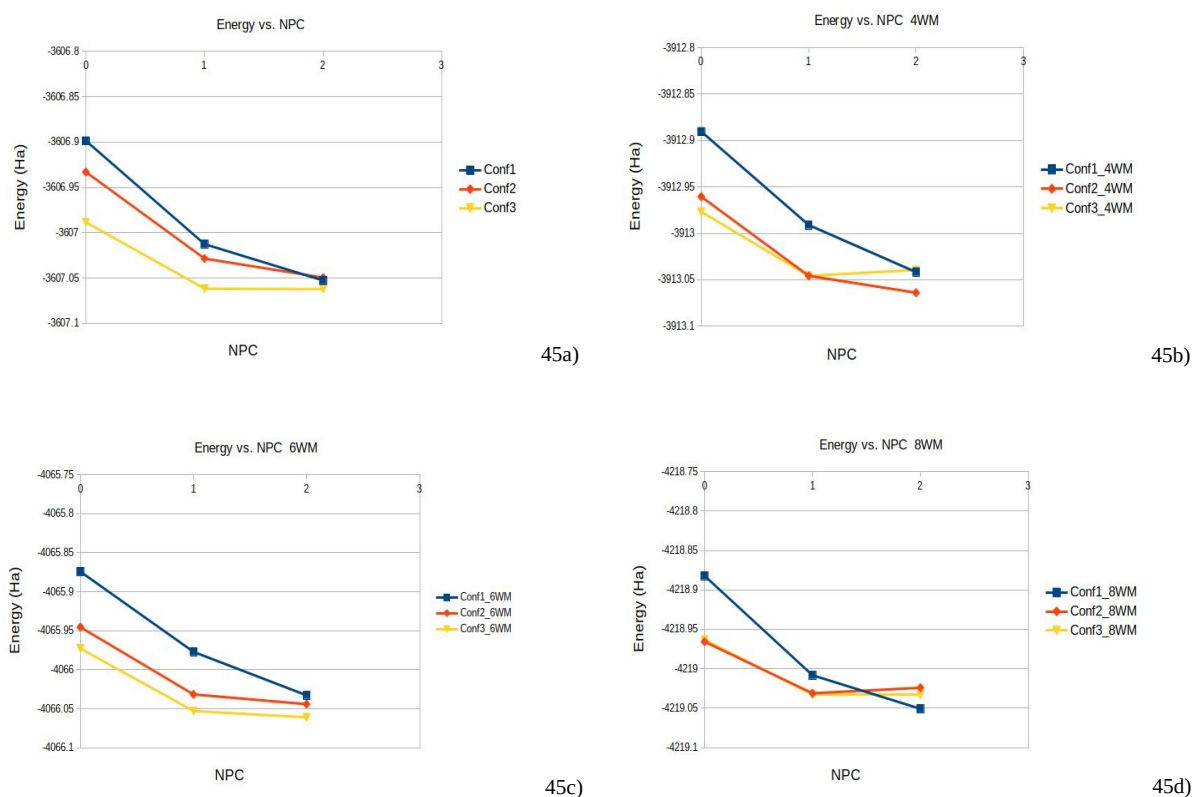 Energy vs. NPC
-3606.8
0 1 2 3
-3606.85
-3606.9
-3606.95
-3607
-3607.05
-3607.1
Energy (Ha)
NPC
Conf1
Conf2
Conf3
45a)
Energy vs. NPC 4WM
-3912.8
0 1 2 3
-3912.85
-3912.9
-3912.95
-3913
-3913.05
-3913.1
Energy (Ha)
NPC
Conf1_4WM
Conf2_4WM
Conf3_4WM
45b)
Energy vs. NPC 6WM
-4065.75
0 1 2 3
-4065.8
-4065.85
-4065.9
-4065.95
-4066
-4066.05
-4066.1
Energy (Ha)
NPC
Conf1_6WM
Conf2_6WM
Conf3_6WM
45c)
Energy vs. NPC 8WM
-4218.75
0 1 2 3
-4218.8
-4218.85
-4218.9
-4218.95
-4219
-4219.05
-4219.1
Energy (Ha)
NPC
Conf1_8WM
Conf2_8WM
Conf3_8WM
45d)